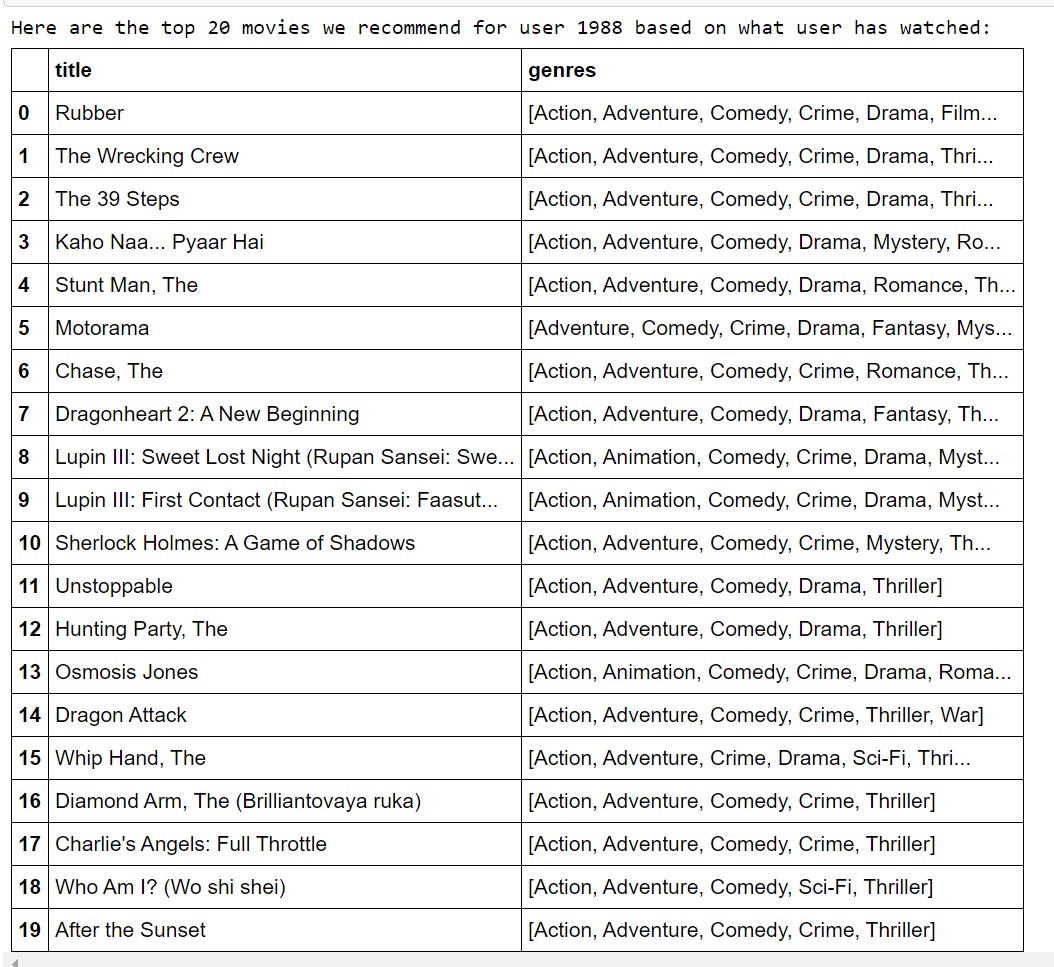 Here are the top 20 movies we recommend for user 1988 based on what user has watched:
title genres
0 Rubber [Action, Adventure, Comedy, Crime, Drama, Film...
1 The Wrecking Crew [Action, Adventure, Comedy, Crime, Drama, Thri...
2 The 39 Steps [Action, Adventure, Comedy, Crime, Drama, Thri...
3 Kaho Naa... Pyaar Hai [Action, Adventure, Comedy, Drama, Mystery, Ro...
4 Stunt Man, The [Action, Adventure, Comedy, Drama, Romance, Th...
5 Motorama [Adventure, Comedy, Crime, Drama, Fantasy, Mys...
6 Chase, The [Action, Adventure, Comedy, Crime, Romance, Th...
7 Dragonheart 2: A New Beginning [Action, Adventure, Comedy, Drama, Fantasy, Th...
8 Lupin III: Sweet Lost Night (Rupan Sansei: Swe... [Action, Animation, Comedy, Crime, Drama, Myst...
9 Lupin III: First Contact (Rupan Sansei: Faasut... [Action, Animation, Comedy, Crime, Drama, Myst...
10 Sherlock Holmes: A Game of Shadows [Action, Adventure, Comedy, Crime, Mystery, Th...
11 Unstoppable [Action, Adventure, Comedy, Drama, Thriller]
12 Hunting Party, The [Action, Adventure, Comedy, Drama, Thriller]
13 Osmosis Jones [Action, Animation, Comedy, Crime, Drama, Roma...
14 Dragon Attack [Action, Adventure, Comedy, Crime, Thriller, War]
15 Whip Hand, The [Action, Adventure, Crime, Drama, Sci-Fi, Thri...
16 Diamond Arm, The (Brilliantovaya ruka) [Action, Adventure, Comedy, Crime, Thriller]
17 Charlie's Angels: Full Throttle [Action, Adventure, Comedy, Crime, Thriller]
18 Who Am I? (Wo shi shei) [Action, Adventure, Comedy, Sci-Fi, Thriller]
19 After the Sunset [Action, Adventure, Comedy, Crime, Thriller]